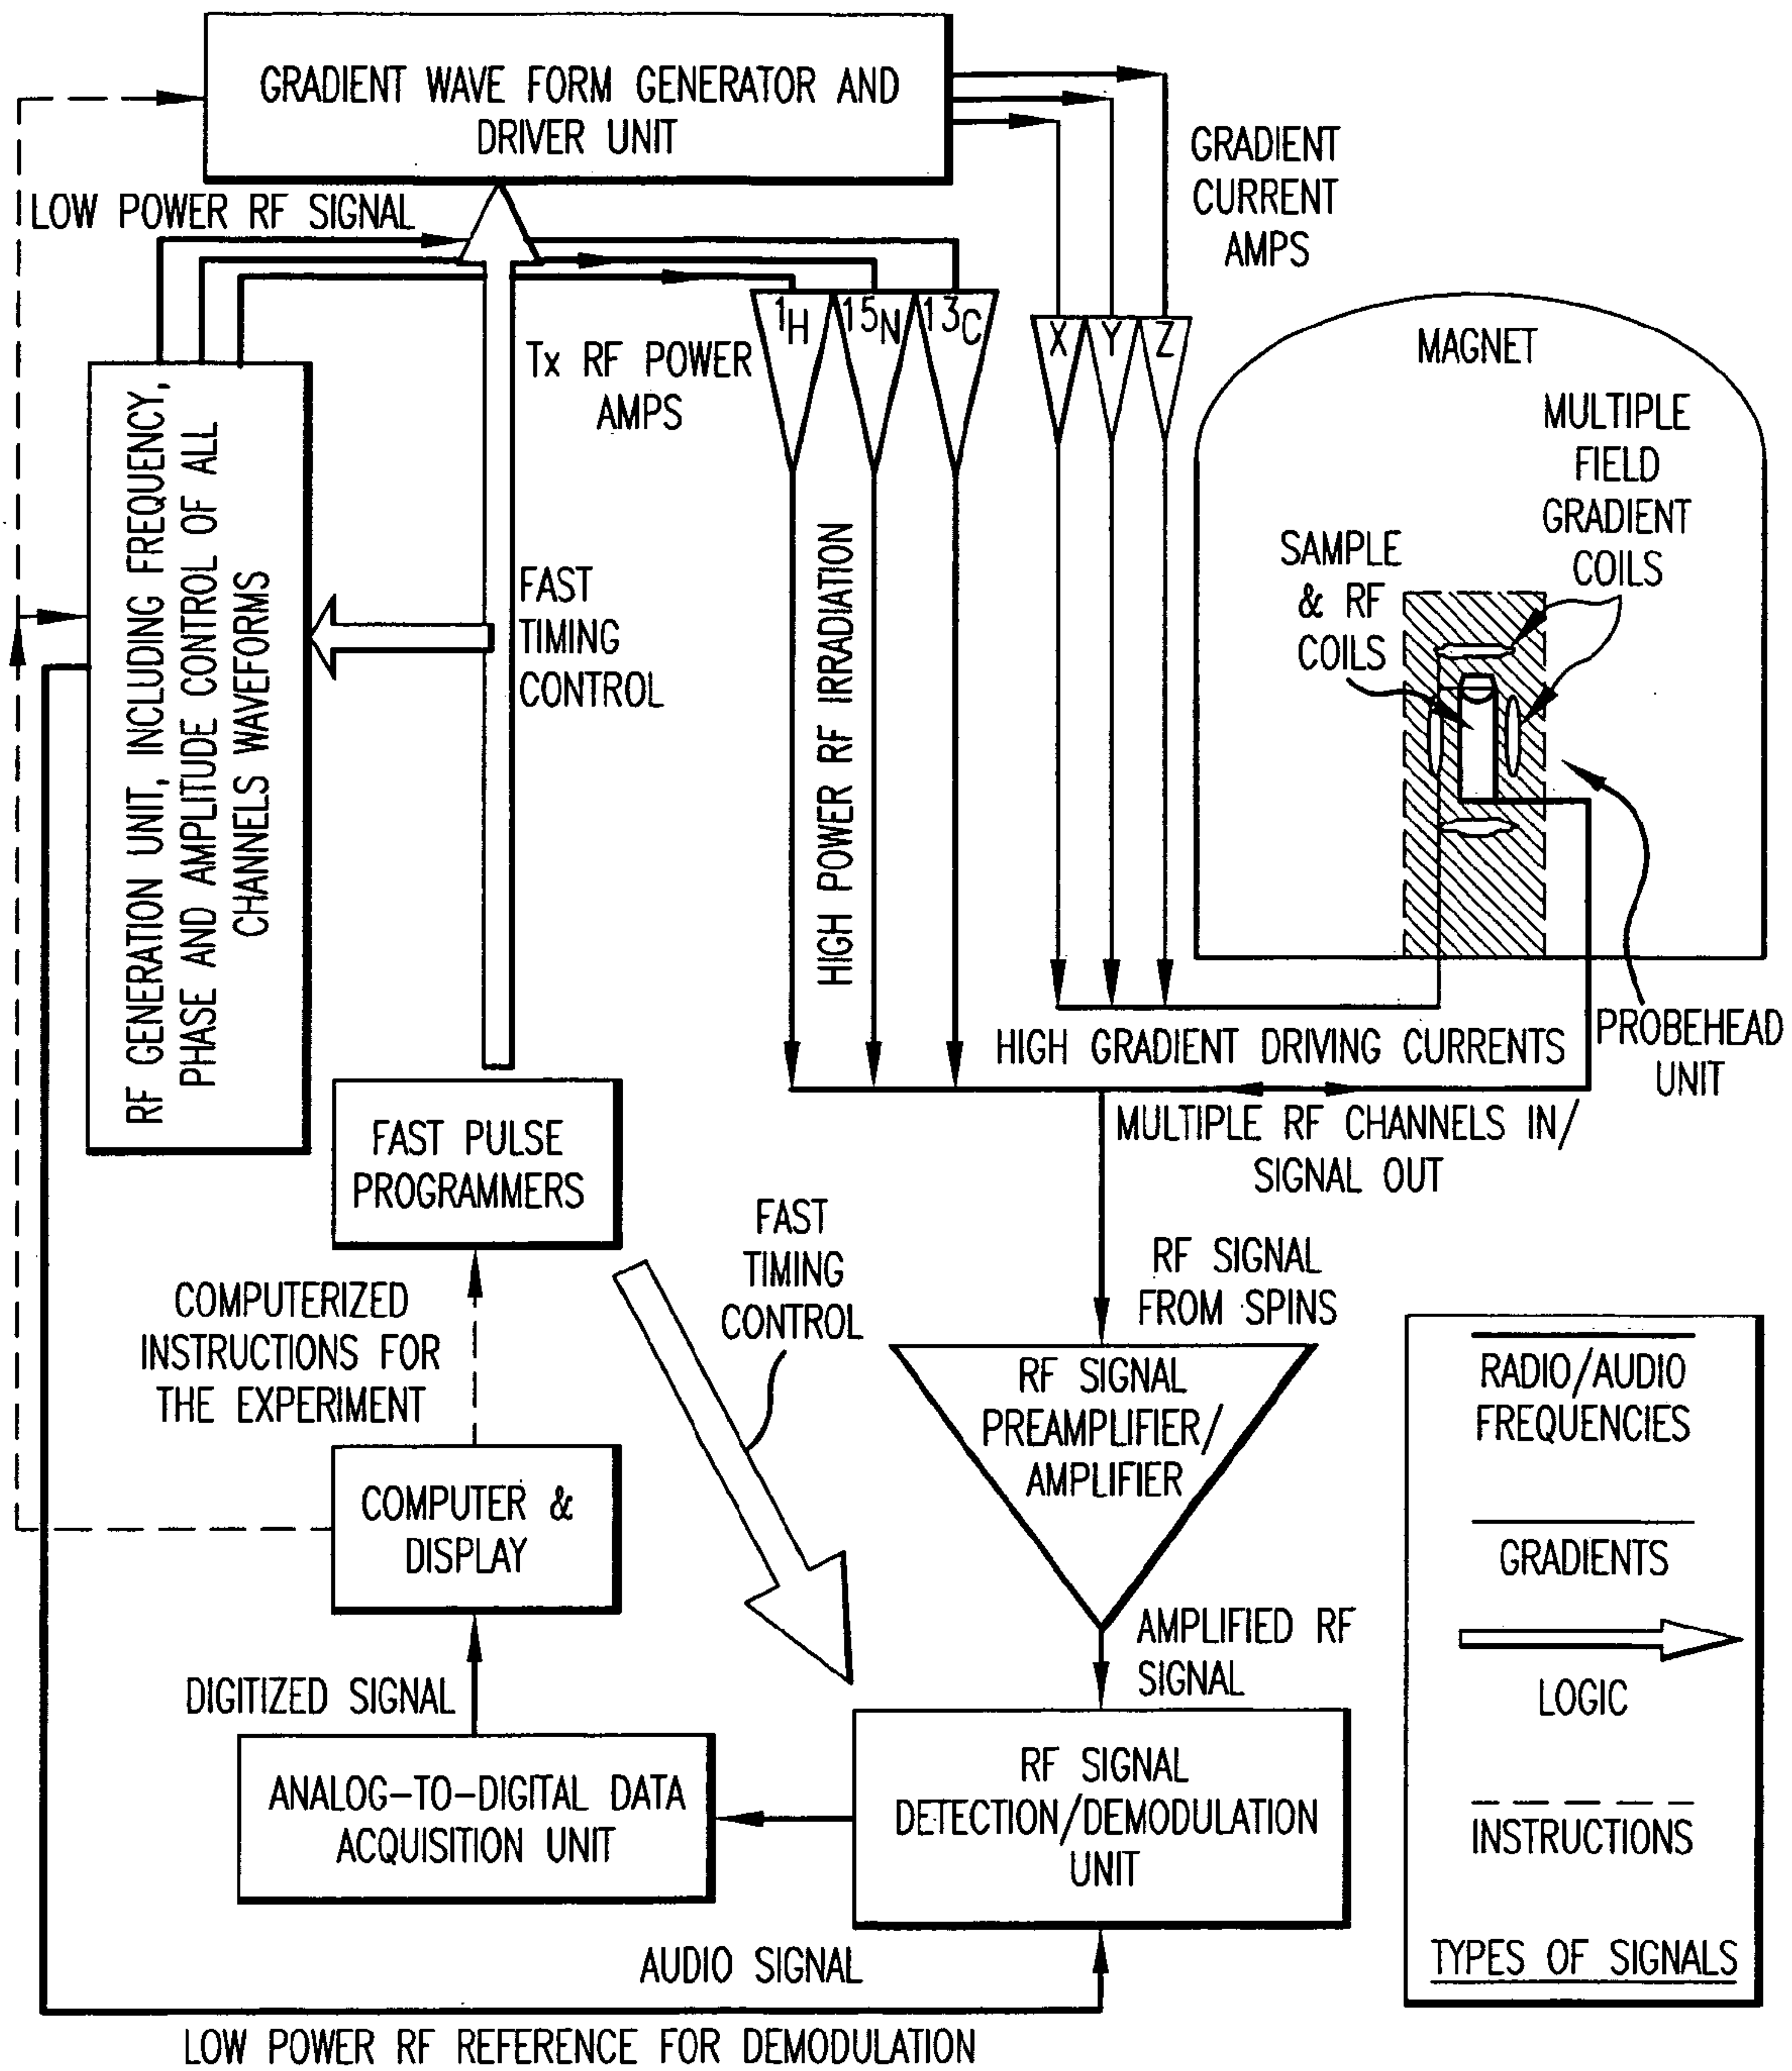 GRADIENT WAVE FORM GENERATOR AND
DRIVER UNIT
LOW POWER RF SIGNAL
GRADIENT
CURRENT
AMPS
1H
15N
13C
Tx RF POWER
AMPS
X
Y
Z
MAGNET
MULTIPLE
FIELD
GRADIENT
COILS
SAMPLE
& RF
COILS
RF GENERATION UNIT, INCLUDING FREQUENCY,
PHASE AND AMPLITUDE CONTROL OF ALL
CHANNELS WAVEFORMS
FAST
TIMING
CONTROL
HIGH POWER RF IRRADIATION
HIGH GRADIENT DRIVING CURRENTS
PROBEHEAD
UNIT
MULTIPLE RF CHANNELS IN/
SIGNAL OUT
FAST PULSE
PROGRAMMERS
FAST
TIMING
CONTROL
RF SIGNAL
FROM SPINS
COMPUTERIZED
INSTRUCTIONS FOR
THE EXPERIMENT
RF SIGNAL
PREAMPLIFIER/
AMPLIFIER
COMPUTER &
DISPLAY
AMPLIFIED RF
SIGNAL
DIGITIZED SIGNAL
ANALOG-TO-DIGITAL DATA
ACQUISITION UNIT
RF SIGNAL
DETECTION/DEMODULATION
UNIT
AUDIO SIGNAL
LOW POWER RF REFERENCE FOR DEMODULATION
RADIO/AUDIO
FREQUENCIES
GRADIENTS
LOGIC
INSTRUCTIONS
TYPES OF SIGNALS